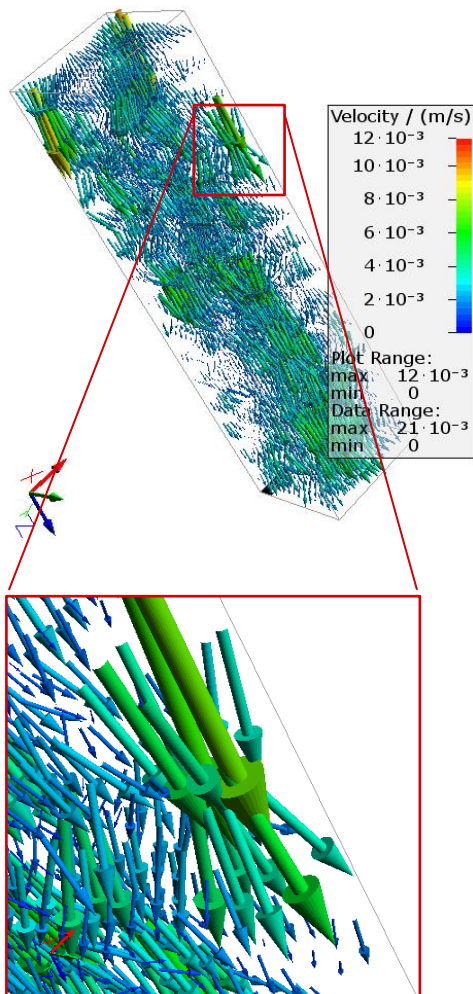 Velocity / (m/s)
12·10⁻³
10·10⁻³
8·10⁻³
6·10⁻³
4·10⁻³
2·10⁻³
0
Plot Range:
max 12·10⁻³
min 0
Data Range:
max 21·10⁻³
min 0
X
Y
Z